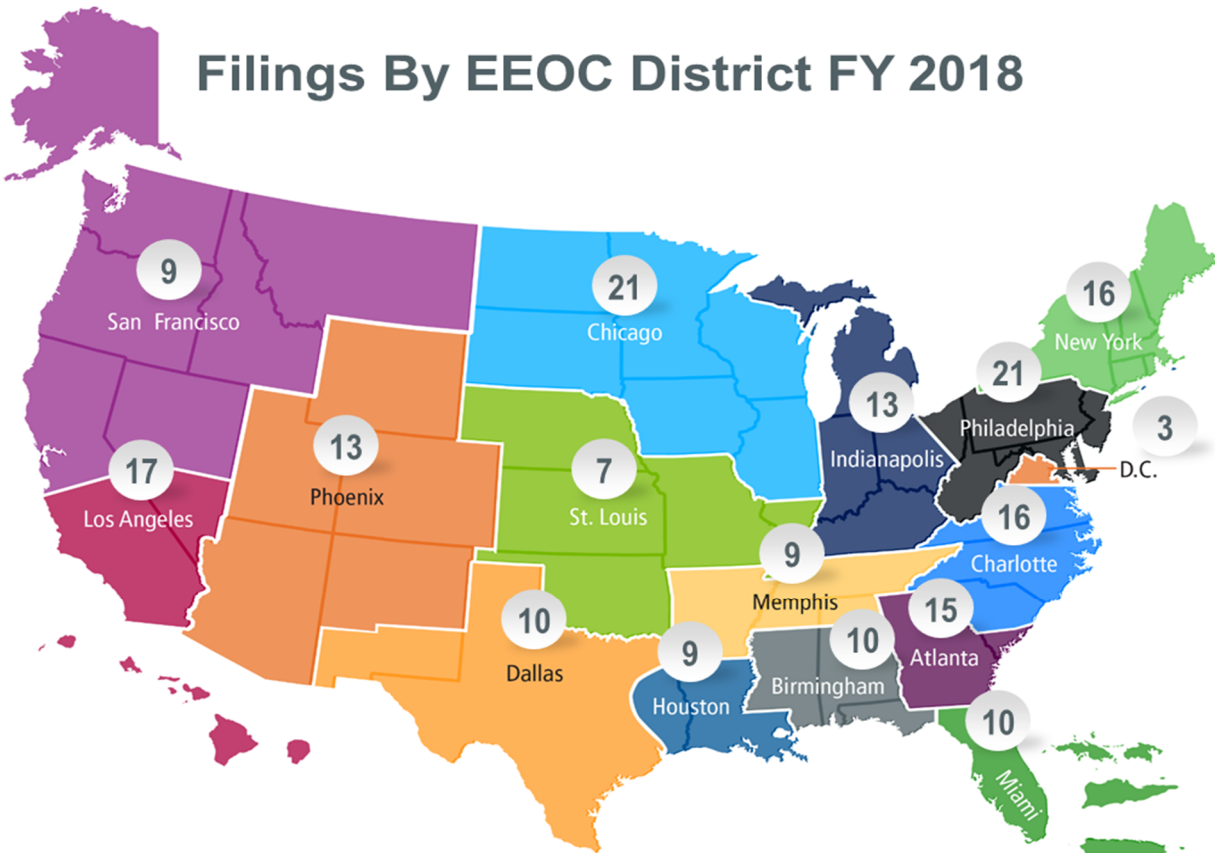 Filings By EEOC District FY 2018
9
San Francisco
21
Chicago
16
New York
21
Philadelphia
3
D.C.
13
Indianapolis
13
Phoenix
17
Los Angeles
7
St. Louis
16
Charlotte
9
Memphis
15
Atlanta
10
Dallas
9
Houston
10
Birmingham
10
Miami